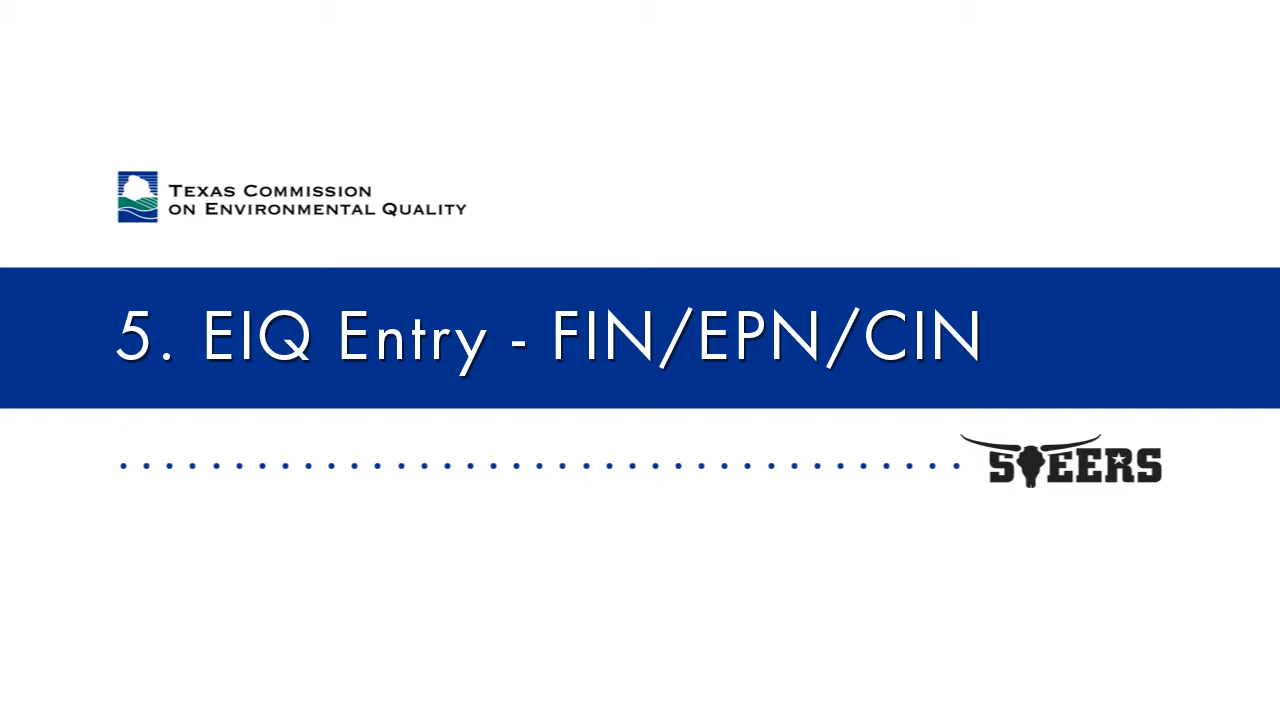 TEXAS COMMISSION
ON ENVIRONMENTAL QUALITY
5. EIQ Entry - FIN/EPN/CIN
STEERS